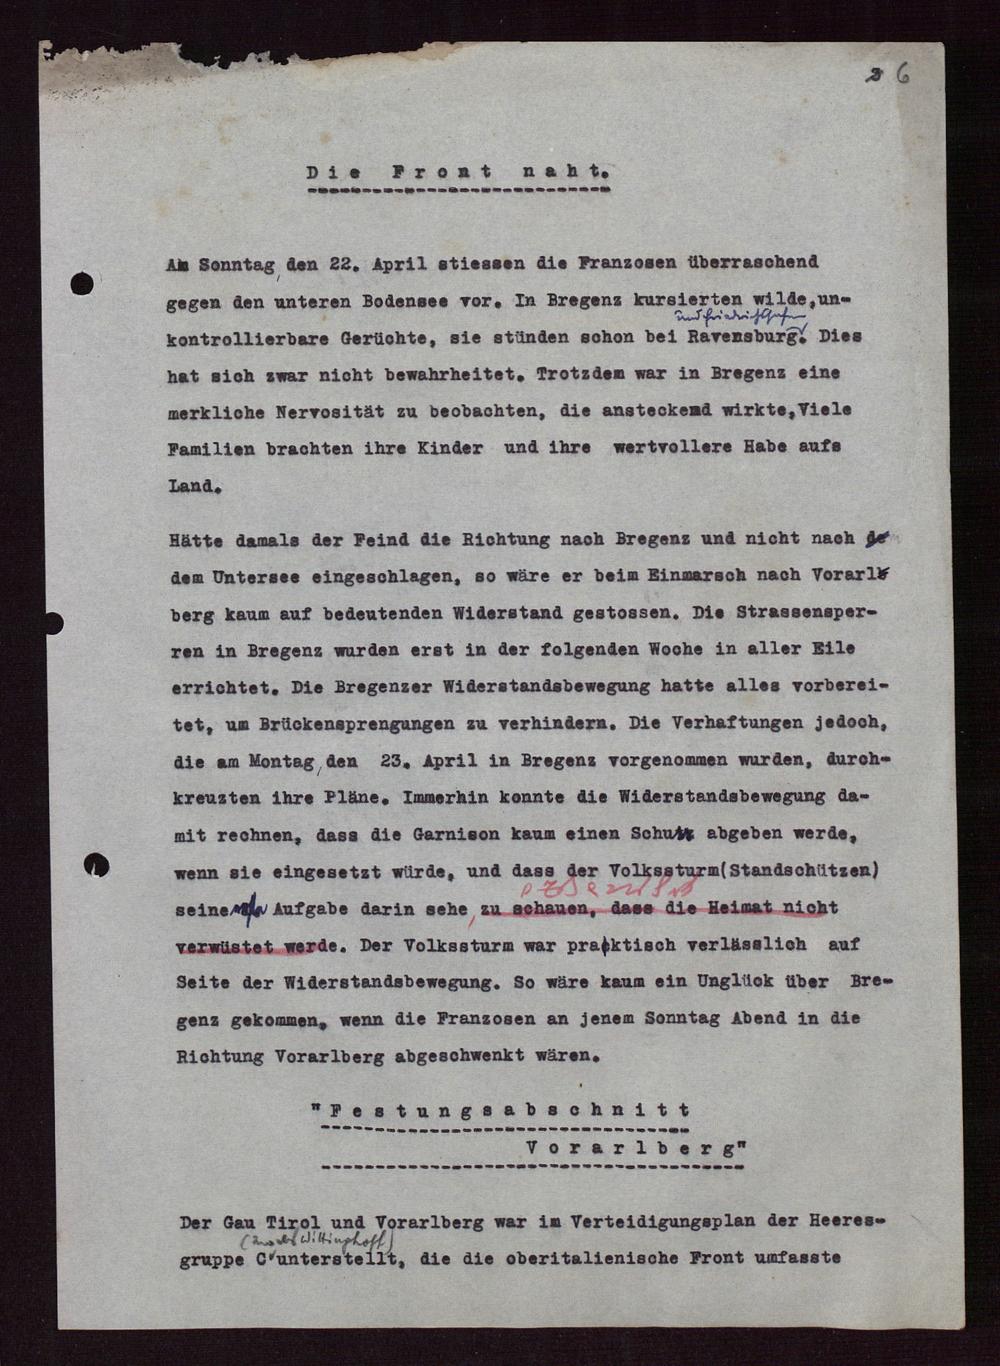 2 6
Die Front naht.
Am Sonntag, den 22. April stiessen die Franzosen überraschend
gegen den unteren Bodensee vor. In Bregenz kursierten wilde,un-
und Friedrichshafen
kontrollierbare Gerüchte, sie stünden schon bei Ravensburg. Dies
hat sich zwar nicht bewahrheitet. Trotzdem war in Bregenz eine
merkliche Nervosität zu beobachten, die ansteckend wirkte,Viele
Familien brachten ihre Kinder und ihre wertvollere Habe aufs
Land.
Hätte damals der Feind die Richtung nach Bregenz und nicht nach de
dem Untersee eingeschlagen, so wäre er beim Einmarsch nach Vorarl
berg kaum auf bedeutenden Widerstand gestossen. Die Strassensper-
ren in Bregenz wurden erst in der folgenden Woche in aller Eile
errichtet. Die Bregenzer Widerstandsbewegung hatte alles vorberei-
tet, um Brückensprengungen zu verhindern. Die Verhaftungen jedoch,
die am Montag, den 23. April in Bregenz vorgenommen wurden, durch-
kreuzten ihre Pläne. Immerhin konnte die Widerstandsbewegung da-
mit rechnen, dass die Garnison kaum einen Schuss abgeben werde,
wenn sie eingesetzt würde, und dass der Volkssturm(Standschützen)
seine Aufgabe darin sehe, zu schauen, dass die Heimat nicht
verwüstet werde. Der Volkssturm war praktisch verlässlich auf
Seite der Widerstandsbewegung. So wäre kaum ein Unglück über Bre-
genz gekommen, wenn die Franzosen an jenem Sonntag Abend in die
Richtung Vorarlberg abgeschwenkt wären.
"Festungsabschnitt
Vorarlberg"
Der Gau Tirol und Vorarlberg war im Verteidigungsplan der Heeres-
gruppe C unterstellt, die die oberitalienische Front umfasste